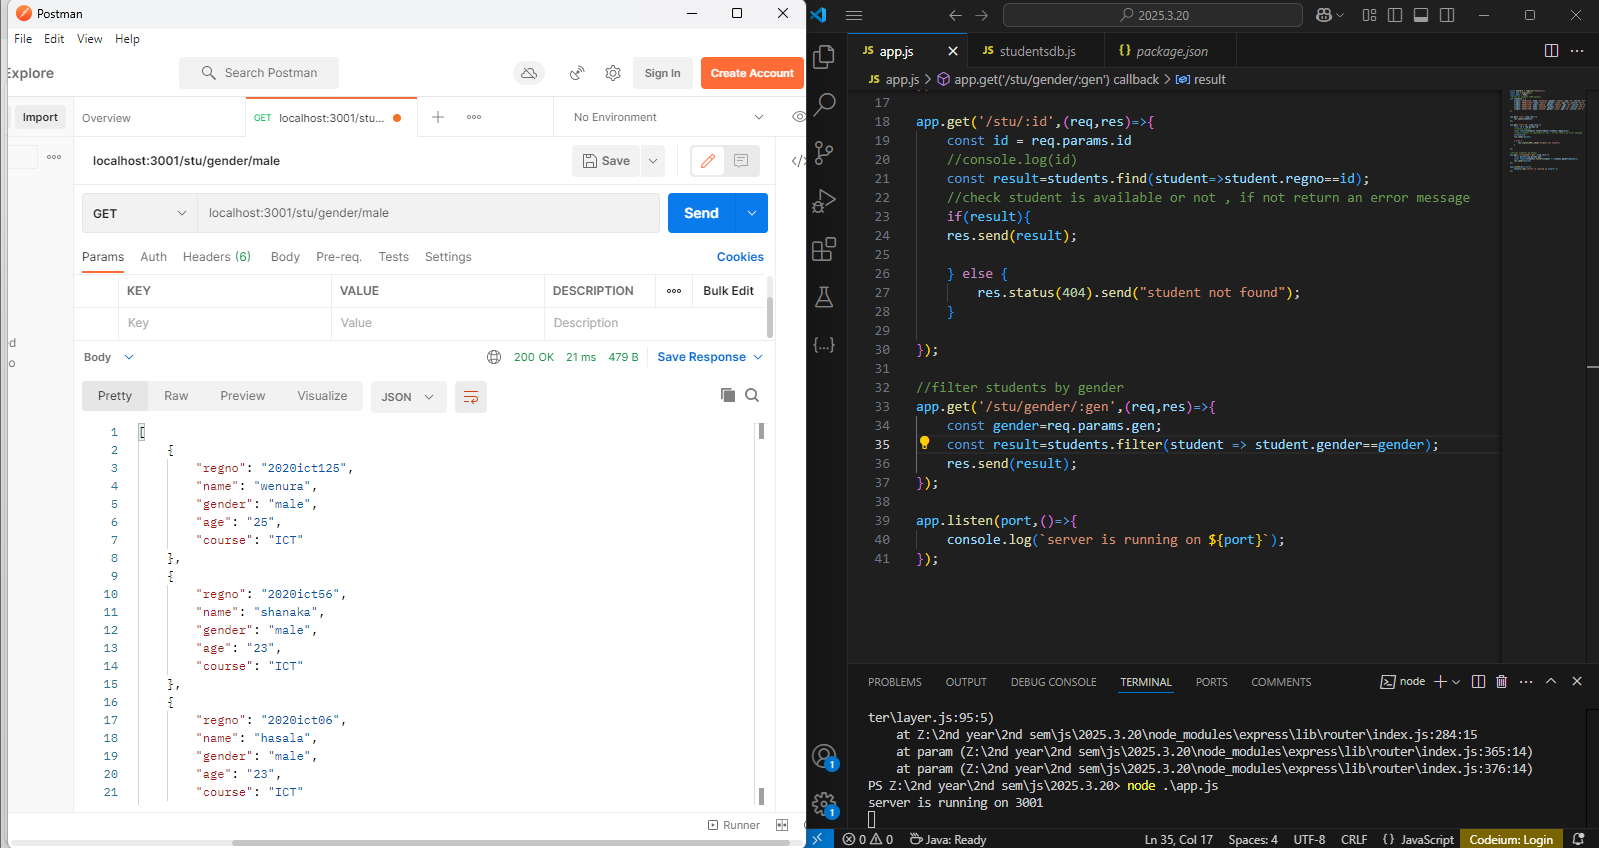 Postman
File Edit View Help
Explore
Search Postman
Sign In
Create Account
Import
Overview
GET localhost:3001/stu...
No Environment
localhost:3001/stu/gender/male
Save
</>
GET
localhost:3001/stu/gender/male
Send
Params Auth Headers (6) Body Pre-req. Tests Settings Cookies
KEY VALUE DESCRIPTION Bulk Edit
Key Value Description
Body
200 OK 21 ms 479 B Save Response
Pretty Raw Preview Visualize JSON
1 [
2 {
3 "regno": "2020ict125",
4 "name": "wenura",
5 "gender": "male",
6 "age": "25",
7 "course": "ICT"
8 },
9 {
10 "regno": "2020ict56",
11 "name": "shanaka",
12 "gender": "male",
13 "age": "23",
14 "course": "ICT"
15 },
16 {
17 "regno": "2020ict06",
18 "name": "hasala",
19 "gender": "male",
20 "age": "23",
21 "course": "ICT"
Runner
2025.3.20
JS app.js
JS studentsdb.js
{} package.json
JS app.js > app.get('/stu/gender/:gen') callback > result
17
18 app.get('/stu/:id',(req,res)=>{
19 const id = req.params.id
20 //console.log(id)
21 const result=students.find(student=>student.regno==id);
22 //check student is available or not , if not return an error message
23 if(result){
24 res.send(result);
25
26 } else {
27 res.status(404).send("student not found");
28 }
29
30 });
31
32 //filter students by gender
33 app.get('/stu/gender/:gen',(req,res)=>{
34 const gender=req.params.gen;
35 const result=students.filter(student => student.gender==gender);
36 res.send(result);
37 });
38
39 app.listen(port,()=>{
40 console.log(`server is running on ${port}`);
41 });
PROBLEMS OUTPUT DEBUG CONSOLE TERMINAL PORTS COMMENTS
node
ter\layer.js:95:5)
at Z:\2nd year\2nd sem\js\2025.3.20\node_modules\express\lib\router\index.js:284:15
at param (Z:\2nd year\2nd sem\js\2025.3.20\node_modules\express\lib\router\index.js:365:14)
at param (Z:\2nd year\2nd sem\js\2025.3.20\node_modules\express\lib\router\index.js:376:14)
PS Z:\2nd year\2nd sem\js\2025.3.20> node .\app.js
server is running on 3001
1
1
0 0 Java: Ready Ln 35, Col 17 Spaces: 4 UTF-8 CRLF {} JavaScript Codeium: Login